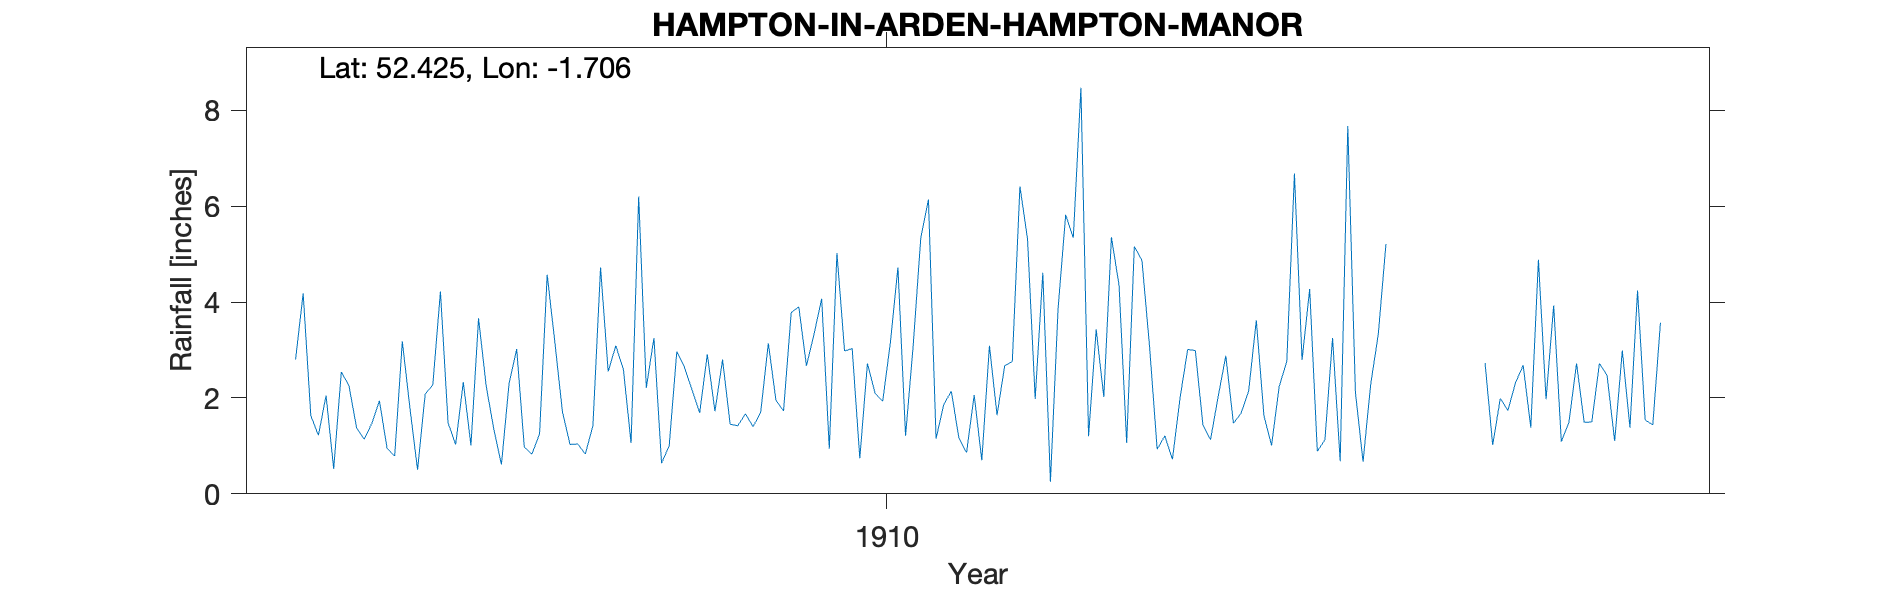 HAMPTON-IN-ARDEN-HAMPTON-MANOR
Lat: 52.425, Lon: -1.706
8
6
4
2
0
Rainfall [inches]
1910
Year